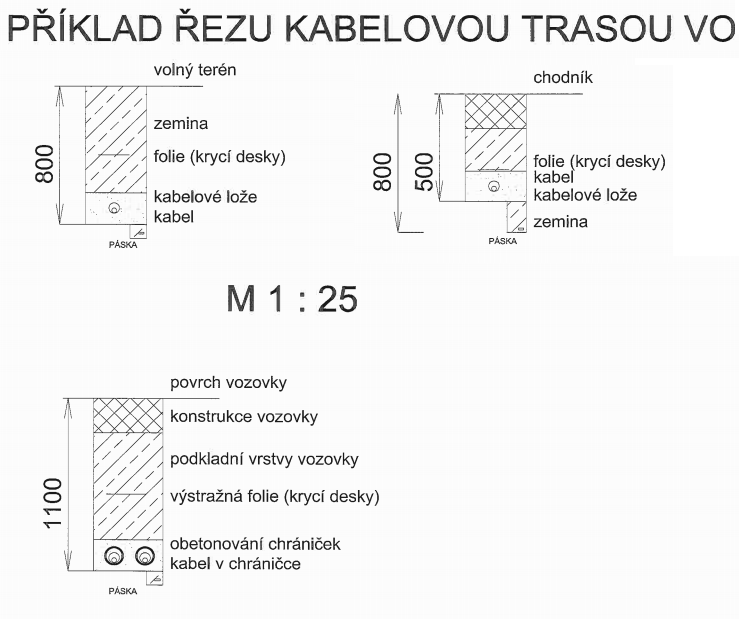 PŘÍKLAD ŘEZU KABELOVOU TRASOU VO
volný terén
800
zemina
folie (krycí desky)
kabelové lože
kabel
PÁSKA
chodník
800
500
folie (krycí desky)
kabel
kabelové lože
zemina
PÁSKA
M 1 : 25
povrch vozovky
konstrukce vozovky
1100
podkladní vrstvy vozovky
výstražná folie (krycí desky)
obetonování chrániček
kabel v chráničce
PÁSKA